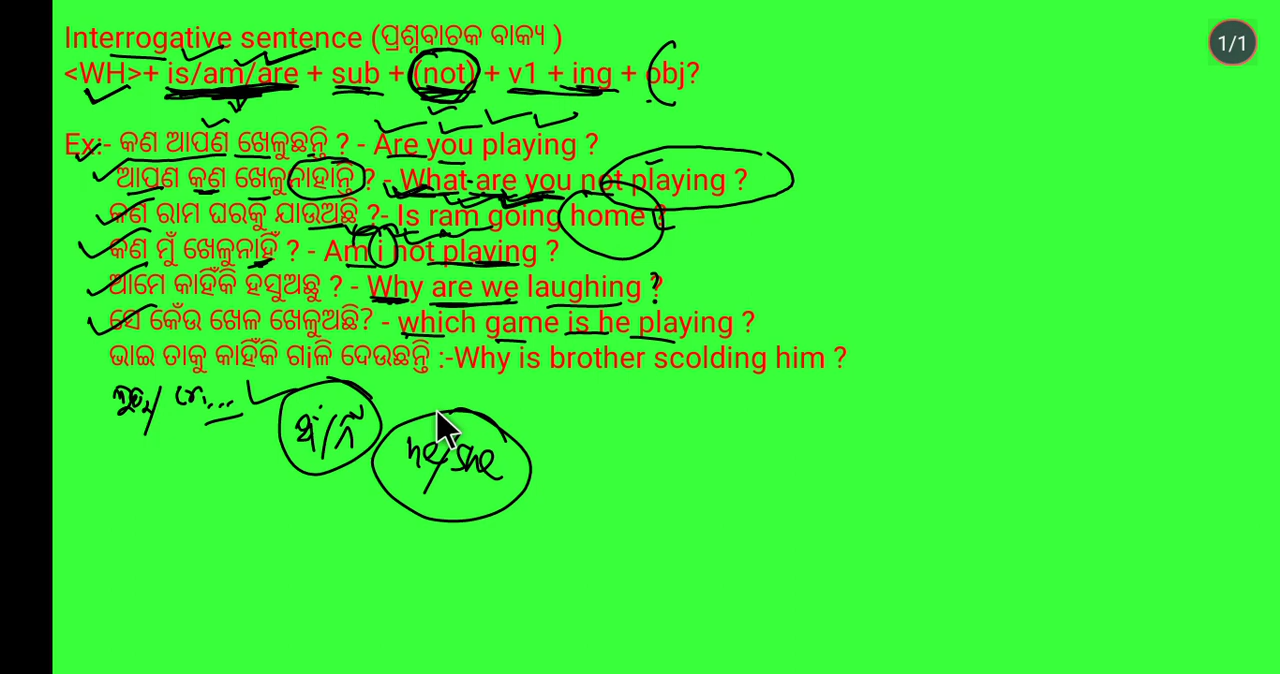 Interrogative sentence (ପ୍ରଶ୍ନବାଚକ ବାକ୍ୟ )
1/1
<WH>+ is/am/are + sub + (not) + v1 + ing + obj?
Ex:- କଣ ଆପଣ ଖେଳୁଛନ୍ତି ? - Are you playing ?
ଆପଣ କଣ ଖେଳୁନାହାନ୍ତି ? - What are you not playing ?
କଣ ରାମ ଘରକୁ ଯାଉଅଛି ?- Is ram going home ?
କଣ ମୁଁ ଖେଳୁନାହିଁ ? - Am i not playing ?
ଆମେ କାହିଁକି ହସୁଅଛୁ ? - Why are we laughing ?
ସେ କେଁଉ ଖେଳ ଖେଳୁଅଛି? - which game is he playing ?
ଭାଇ ତାକୁ କାହିଁକି ଗାଳି ଦେଉଛନ୍ତି :-Why is brother scolding him ?
he/she